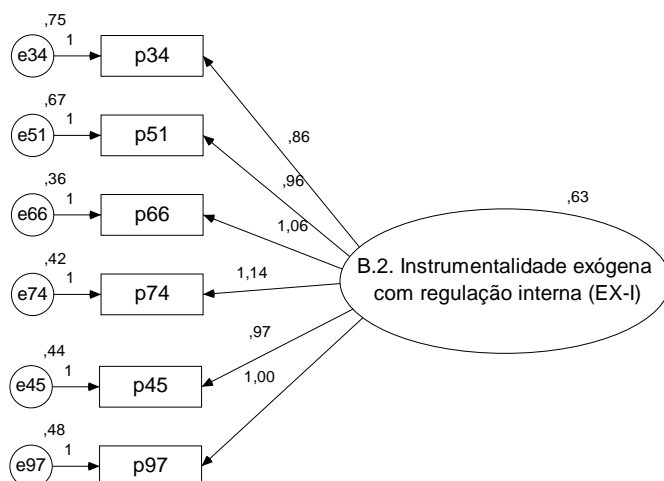 ,75
e34 1 p34
,86
,67
e51 1 p51
,96
,36
e66 1 p66
1,06
,63
B.2. Instrumentalidade exógena
com regulação interna (EX-I)
,42
e74 1 p74
1,14
,44
e45 1 p45
,97
,48
e97 1 p97
1,00